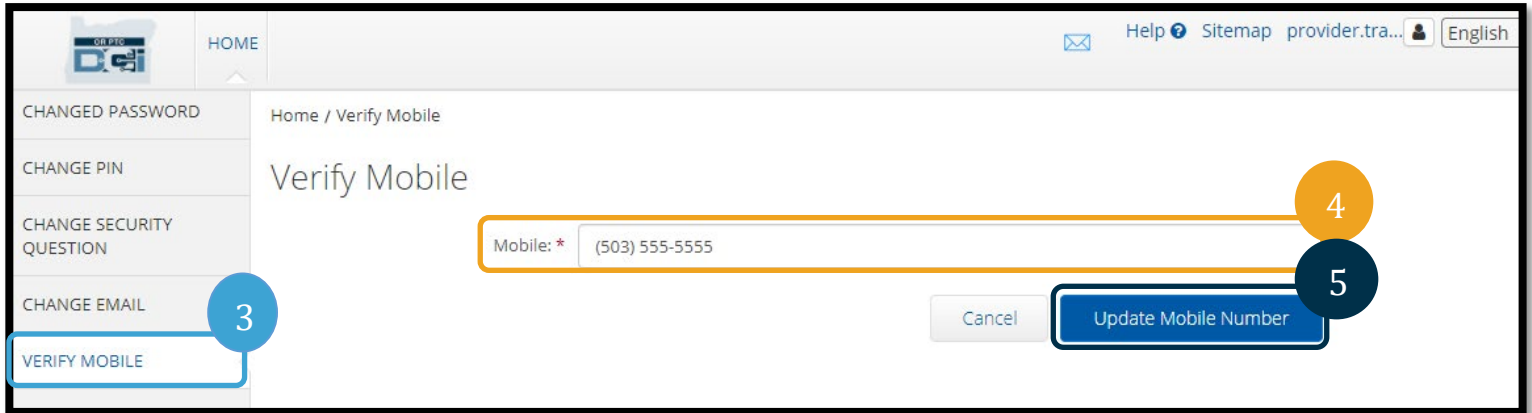 OR PTC
DCi
HOME
Help
Sitemap
provider.tra...
English
CHANGED PASSWORD
CHANGE PIN
CHANGE SECURITY
QUESTION
CHANGE EMAIL
3
VERIFY MOBILE
Home / Verify Mobile
Verify Mobile
4
Mobile: * (503) 555-5555
5
Cancel
Update Mobile Number